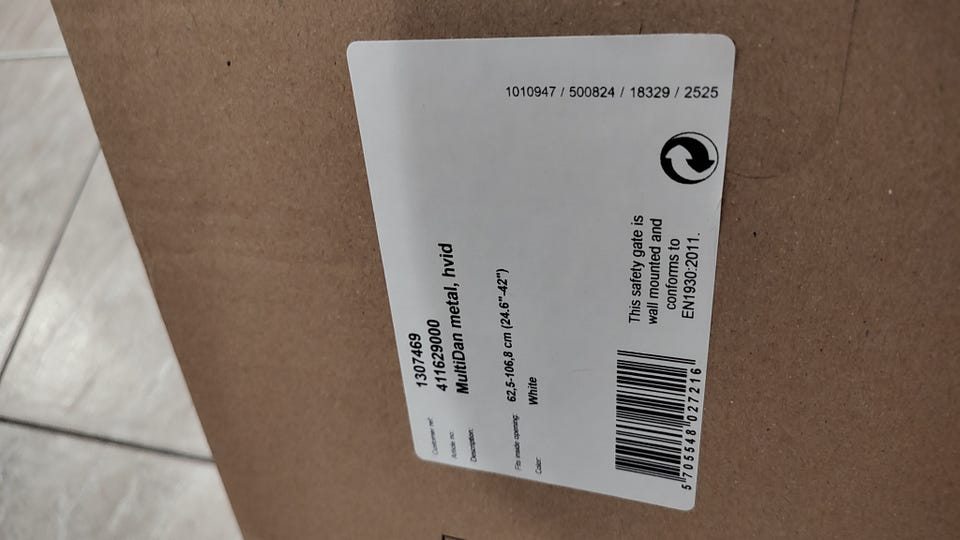 Customer ref: 1307469
Article no: 411629000
Description: MultiDan metal, hvid
Fits inside opening: 62,5-106,8 cm (24.6"-42")
Color: White
1010947 / 500824 / 18329 / 2525
This safety gate is
wall mounted and
conforms to
EN1930:2011.
5 705548 027216